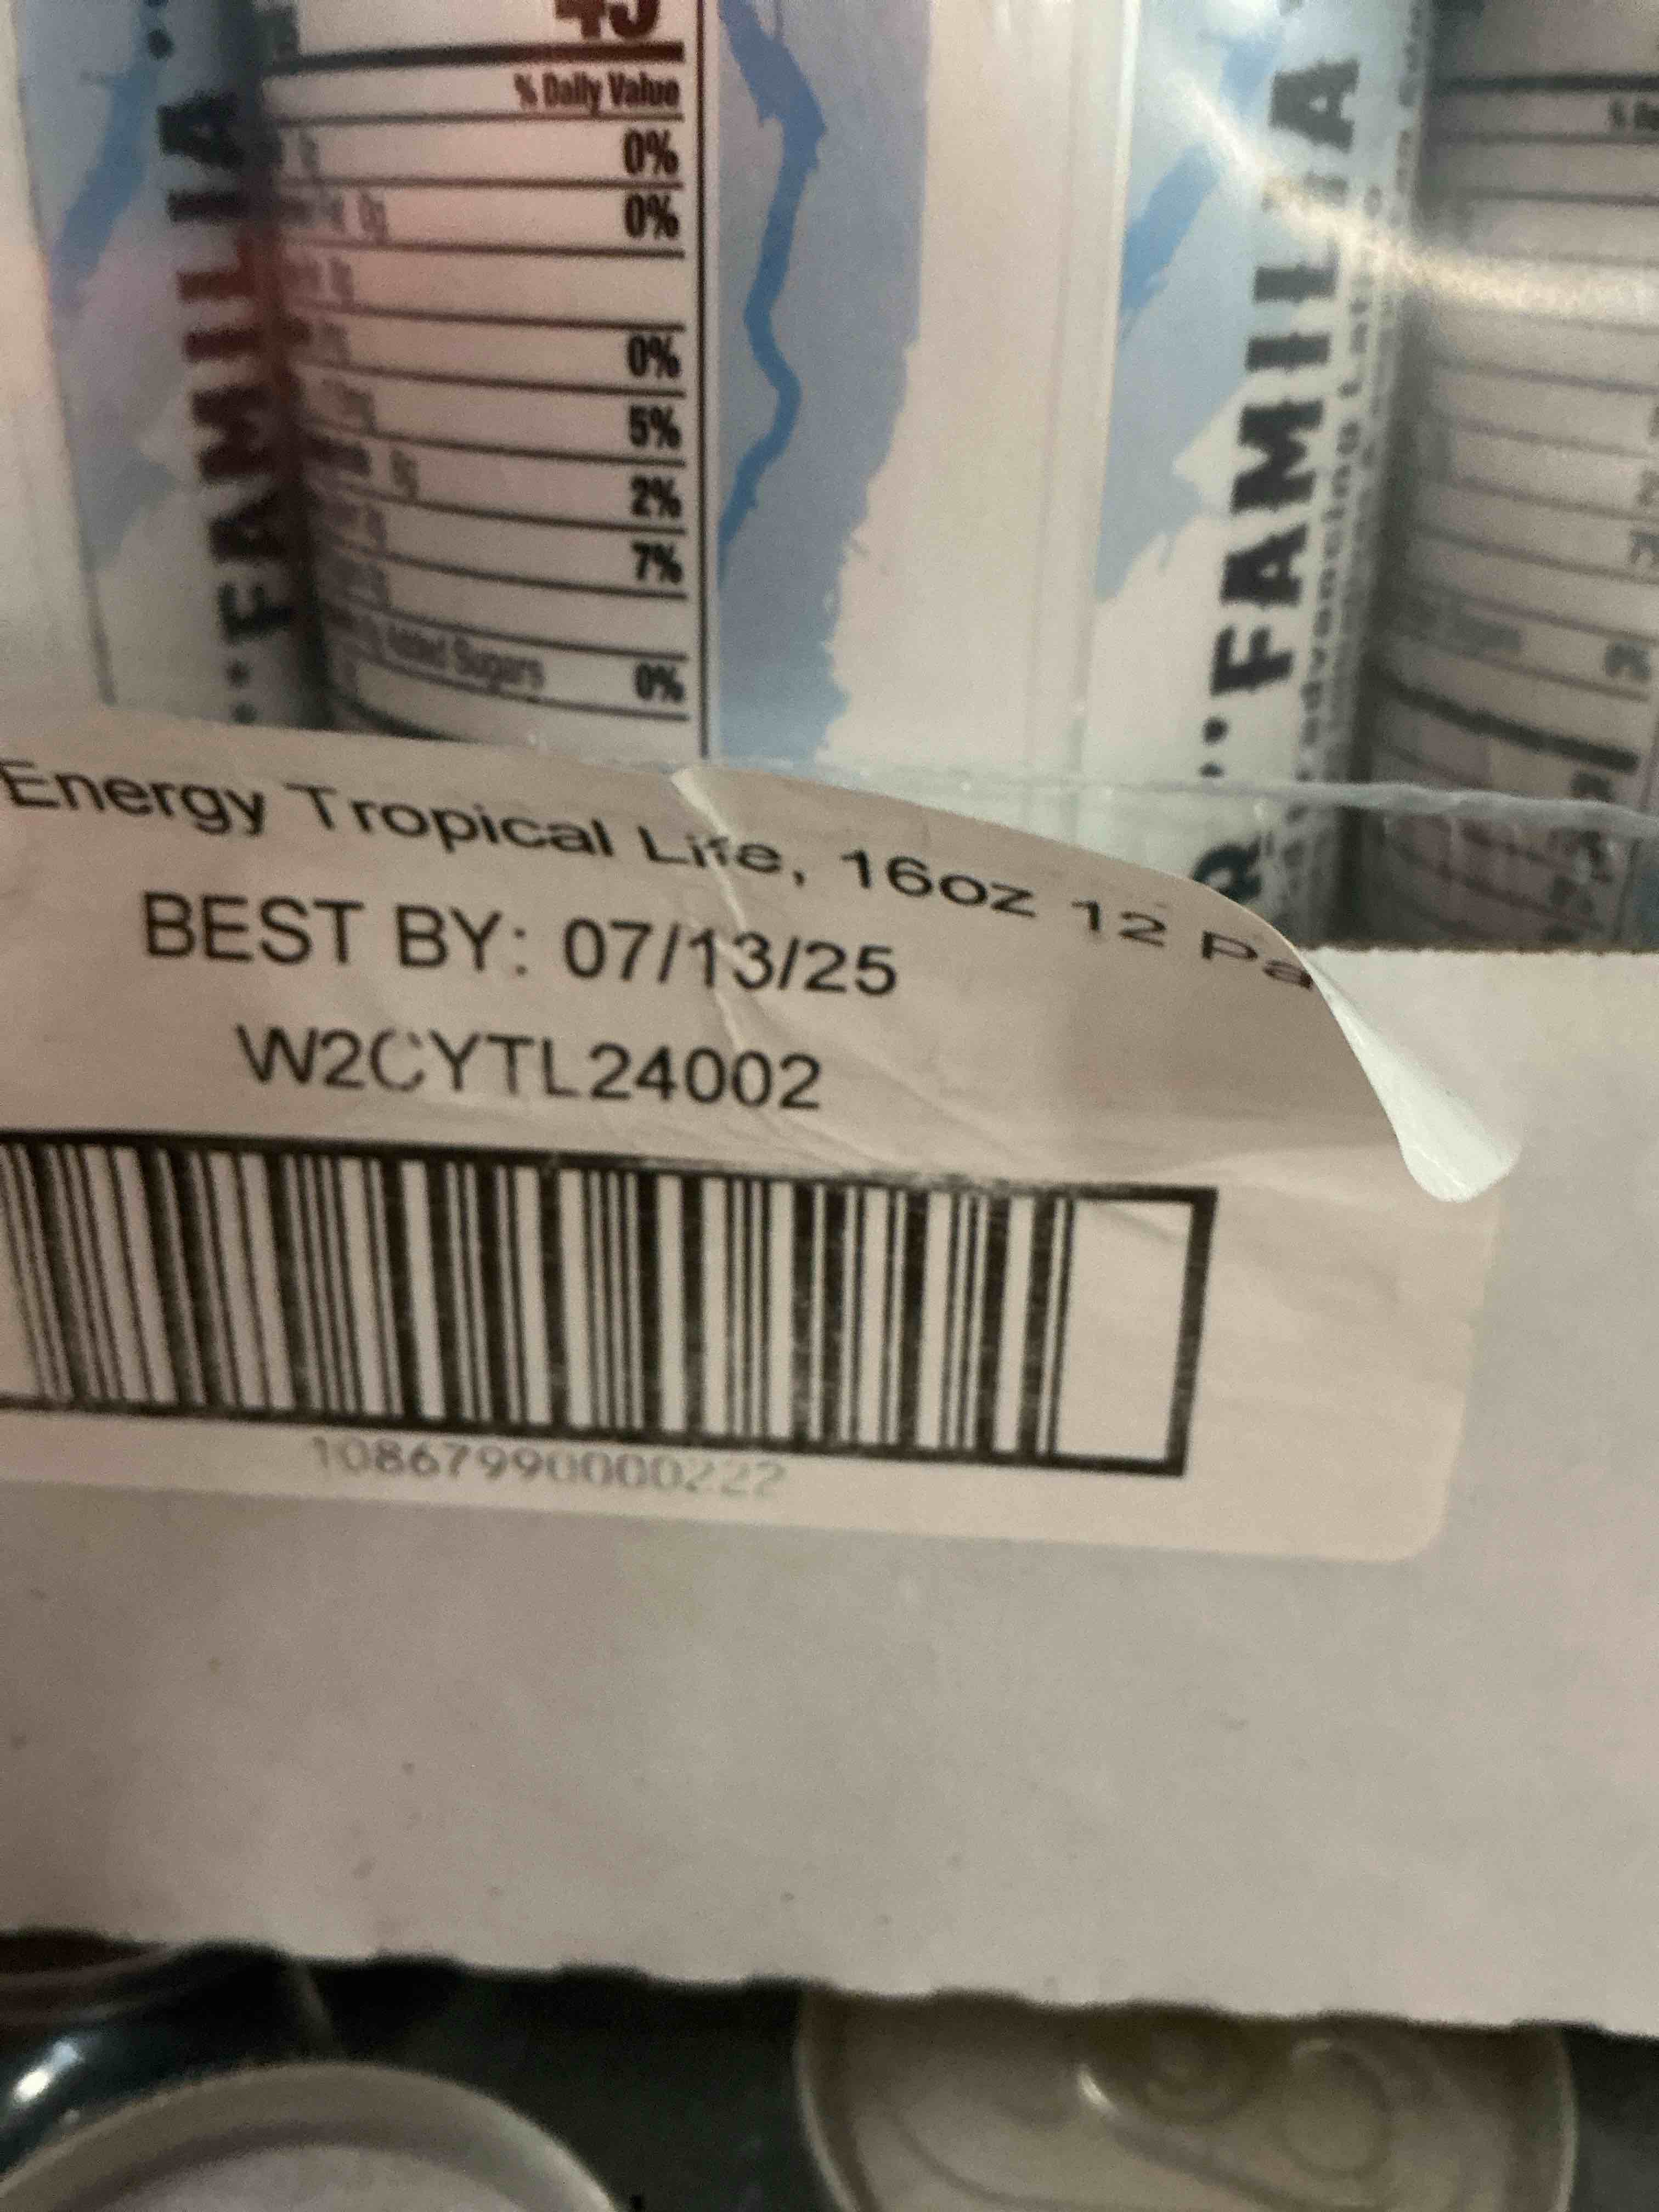 % Daily Value
0%
0%
0g
0%
5%
2%
7%
Added Sugars 0%
FAMILIA
FAMILIA
Energy Tropical Life, 16oz 12 Pa
BEST BY: 07/13/25
W2CYTL24002
10867990000222